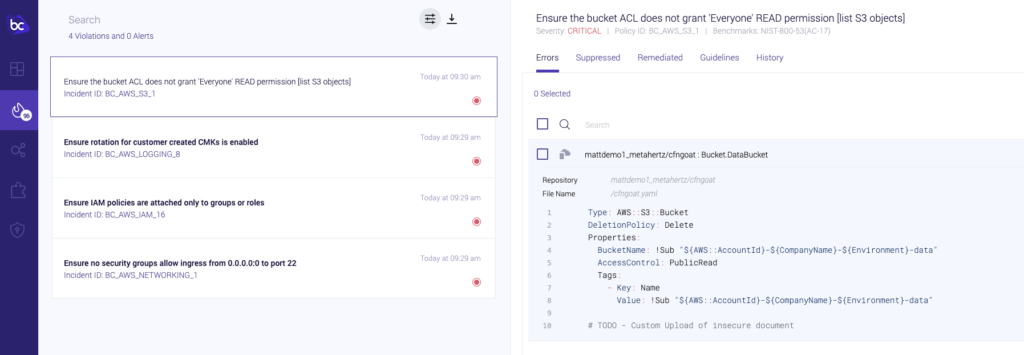 bc
96
Search
4 Violations and 0 Alerts
Ensure the bucket ACL does not grant 'Everyone' READ permission [list S3 objects]
Today at 09:30 am
Incident ID: BC_AWS_S3_1
Ensure rotation for customer created CMKs is enabled
Today at 09:29 am
Incident ID: BC_AWS_LOGGING_8
Ensure IAM policies are attached only to groups or roles
Today at 09:29 am
Incident ID: BC_AWS_IAM_16
Ensure no security groups allow ingress from 0.0.0.0:0 to port 22
Today at 09:29 am
Incident ID: BC_AWS_NETWORKING_1
Ensure the bucket ACL does not grant 'Everyone' READ permission [list S3 objects]
Severity: CRITICAL | Policy ID: BC_AWS_S3_1 | Benchmarks: NIST-800-53(AC-17)
Errors Suppressed Remediated Guidelines History
0 Selected
Search
mattdemo1_metahertz/cfngoat : Bucket.DataBucket
Repository mattdemo1_metahertz/cfngoat
File Name /cfngoat.yaml
1 Type: AWS::S3::Bucket
2 DeletionPolicy: Delete
3 Properties:
4 BucketName: !Sub "${AWS::AccountId}-${CompanyName}-${Environment}-data"
5 AccessControl: PublicRead
6 Tags:
7 - Key: Name
8 Value: !Sub "${AWS::AccountId}-${CompanyName}-${Environment}-data"
9
10 # TODO - Custom Upload of insecure document